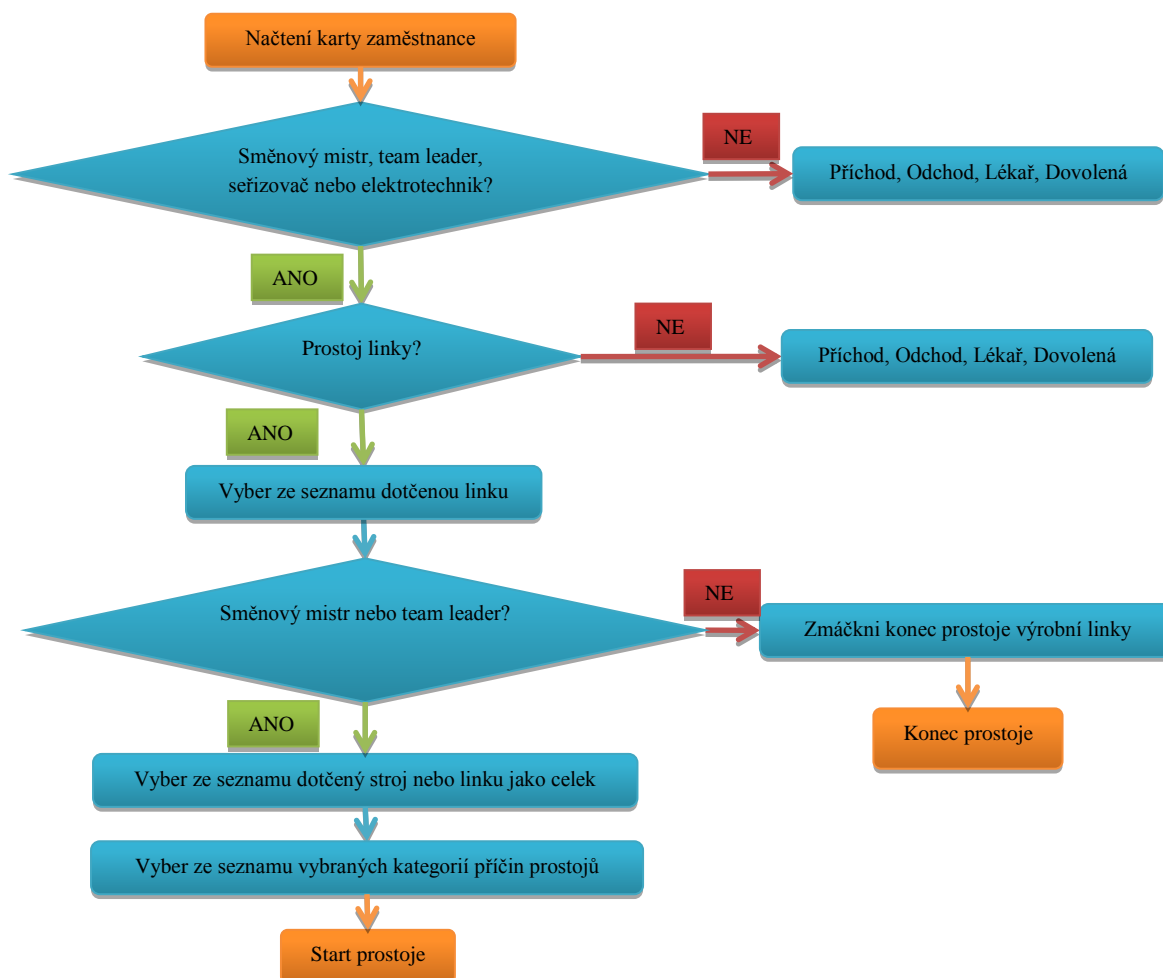 Načtení karty zaměstnance
NE
Směnový mistr, team leader,
seřizovač nebo elektrotechnik?
Příchod, Odchod, Lékař, Dovolená
ANO
NE
Prostoj linky?
Příchod, Odchod, Lékař, Dovolená
ANO
Vyber ze seznamu dotčenou linku
NE
Směnový mistr nebo team leader?
Zmáčkni konec prostoje výrobní linky
ANO
Konec prostoje
Vyber ze seznamu dotčený stroj nebo linku jako celek
Vyber ze seznamu vybraných kategorií příčin prostojů
Start prostoje